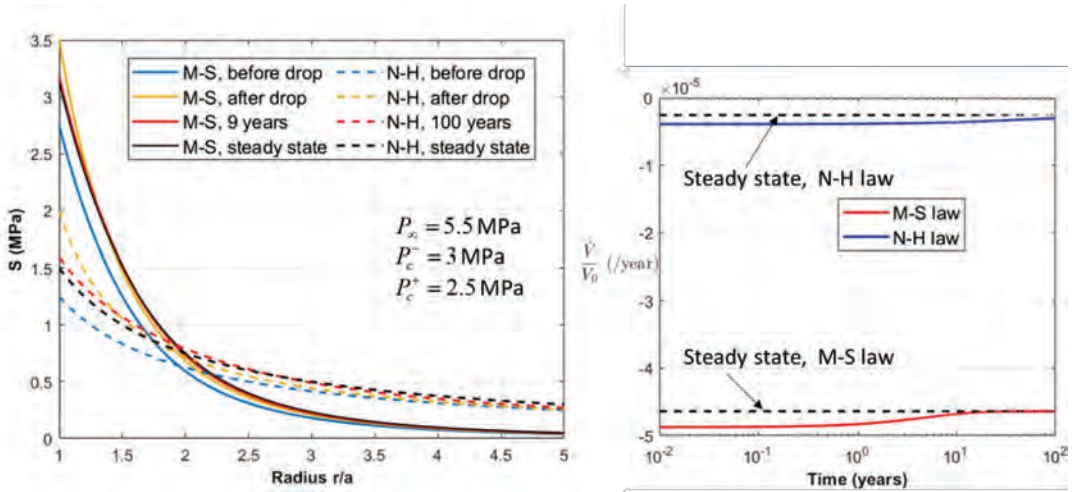 3.5
3
2.5
2
1.5
1
0.5
0
S (MPa)
M-S, before drop
M-S, after drop
M-S, 9 years
M-S, steady state
N-H, before drop
N-H, after drop
N-H, 100 years
N-H, steady state
P∞ = 5.5 MPa
Pc⁻ = 3 MPa
Pc⁺ = 2.5 MPa
1 1.5 2 2.5 3 3.5 4 4.5 5
Radius r/a
×10⁻⁵
0
-1
-2
-3
-4
-5
V̇/V₀ (/year)
Steady state, N-H law
M-S law
N-H law
Steady state, M-S law
10⁻² 10⁻¹ 10⁰ 10¹ 10²
Time (years)